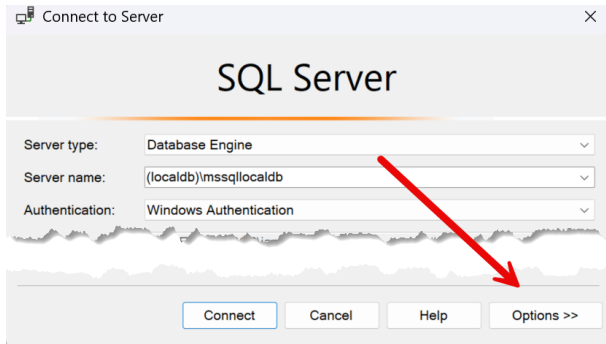 Connect to Server
SQL Server
Server type: Database Engine
Server name: (localdb)\mssqllocaldb
Authentication: Windows Authentication
Connect Cancel Help Options >>